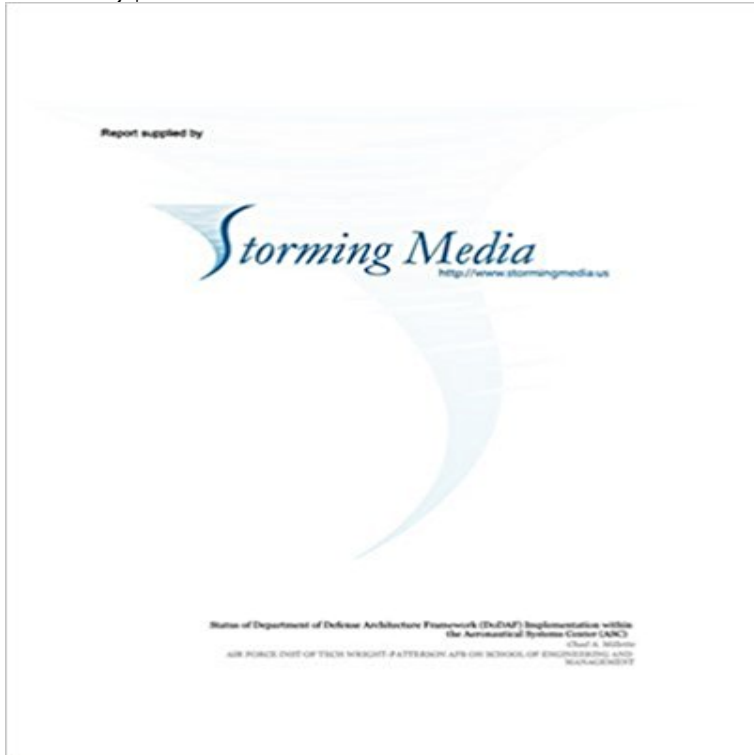 Report supplied by
Storming Media
http://www.stormingmedia.us
Status of Department of Defense Architecture Framework (DoDAF) Implementation within
the Aeronautical Systems Center (ASC)
Chad A. Millette
AIR FORCE INST OF TECH WRIGHT-PATTERSON AFB OH SCHOOL OF ENGINEERING AND
MANAGEMENT